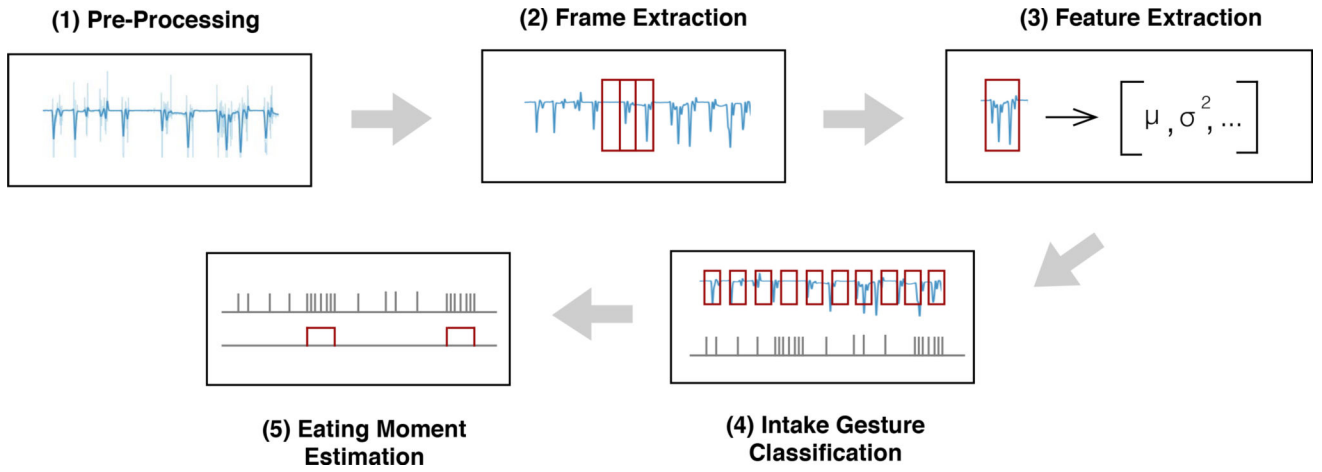 (1) Pre-Processing
(2) Frame Extraction
(3) Feature Extraction
[μ, σ², ...]
(4) Intake Gesture
Classification
(5) Eating Moment
Estimation